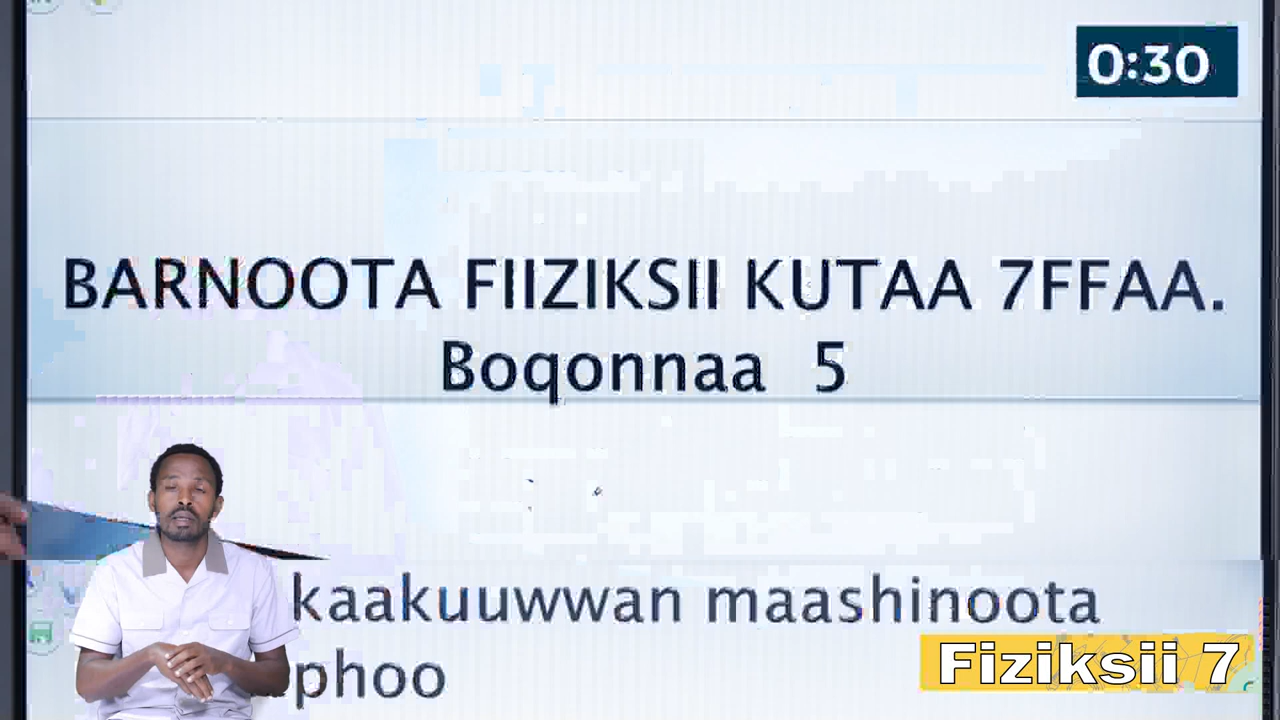 0:30
BARNOOTA FIIZIKSII KUTAA 7FFAA.
Boqonnaa 5
kaakuuwwan maashinoota
phoo
Fiziksii 7